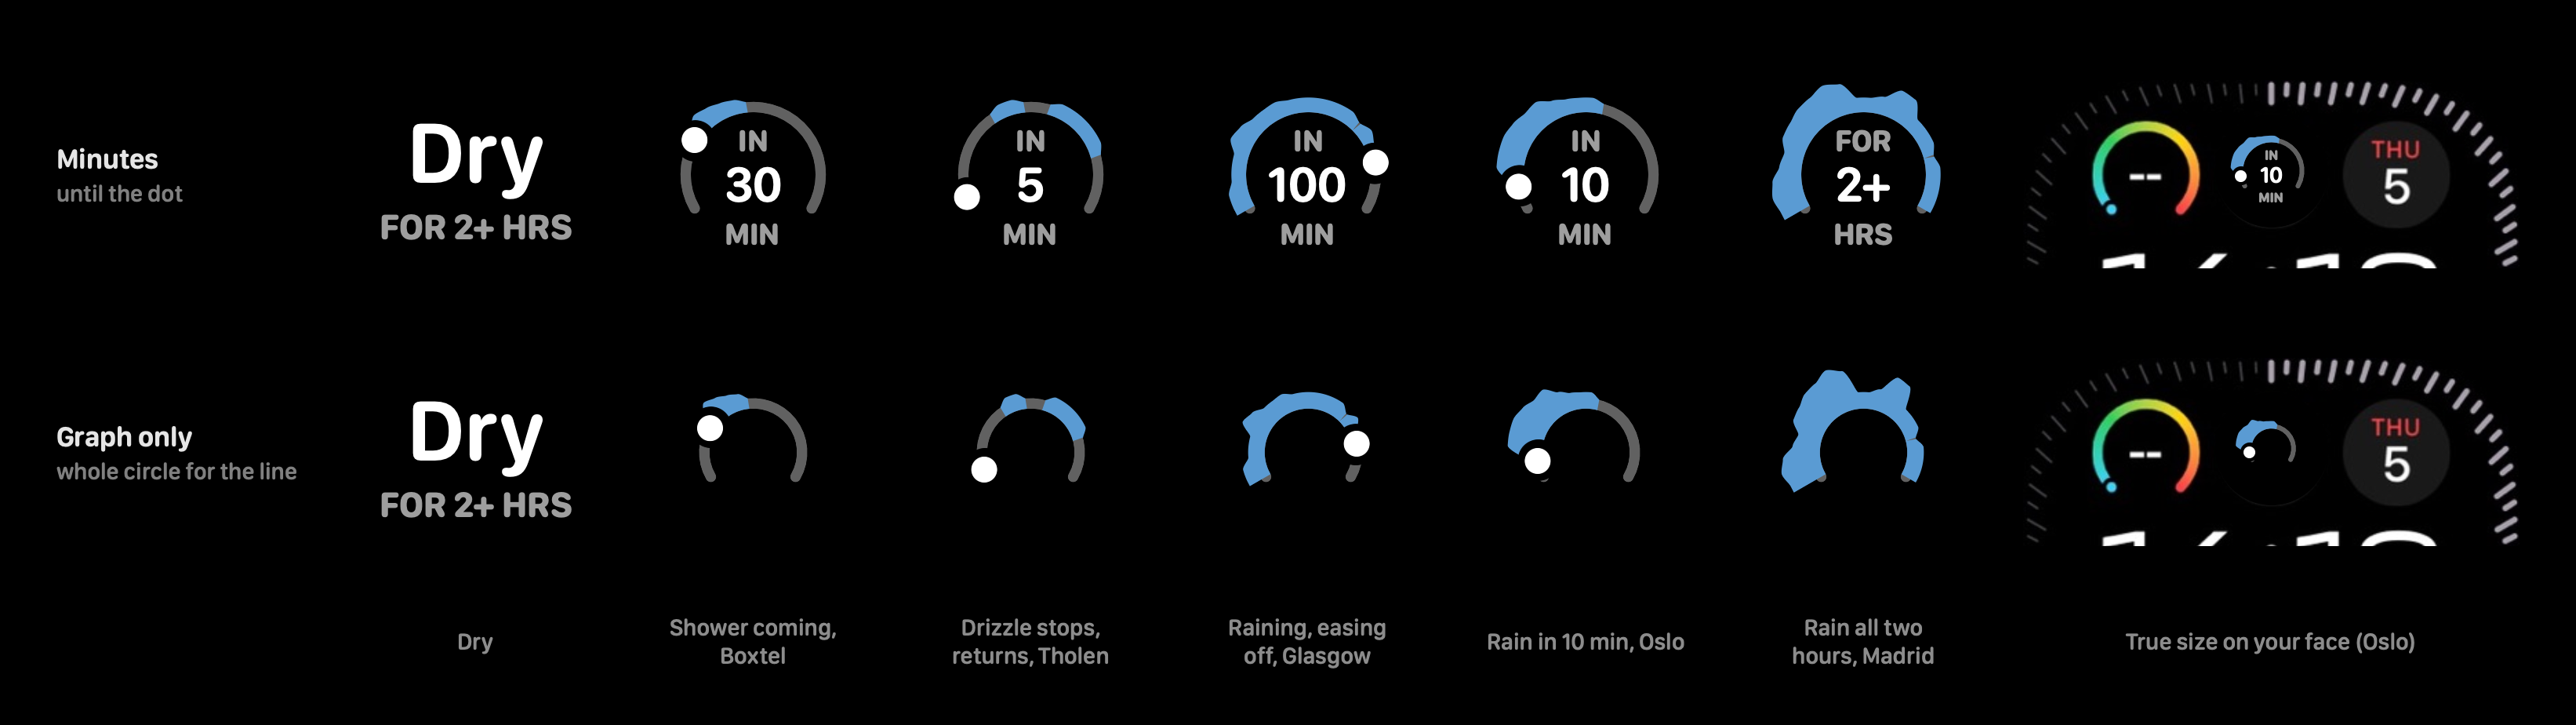 Minutes
until the dot
Dry
FOR 2+ HRS
IN
30
MIN
IN
5
MIN
IN
100
MIN
IN
10
MIN
FOR
2+
HRS
--
IN
10
MIN
THU
5
Graph only
whole circle for the line
Dry
FOR 2+ HRS
--
THU
5
Dry
Shower coming,
Boxtel
Drizzle stops,
returns, Tholen
Raining, easing
off, Glasgow
Rain in 10 min, Oslo
Rain all two
hours, Madrid
True size on your face (Oslo)